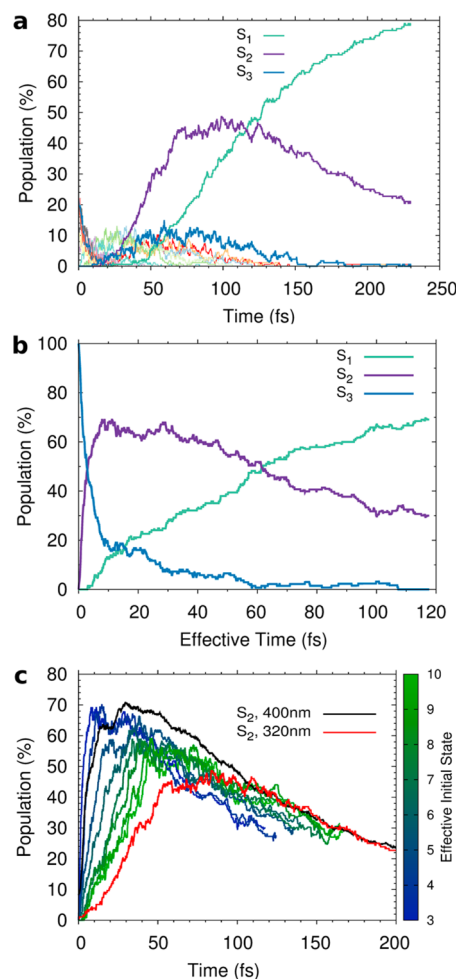 a
80
70
60
50
40
30
20
10
0
Population (%)
S1
S2
S3
0 50 100 150 200 250
Time (fs)
b
100
80
60
40
20
0
Population (%)
S1
S2
S3
0 20 40 60 80 100 120
Effective Time (fs)
c
80
70
60
50
40
30
20
10
0
Population (%)
S2, 400nm
S2, 320nm
0 50 100 150 200
Time (fs)
10
9
8
7
6
5
4
3
Effective Initial State